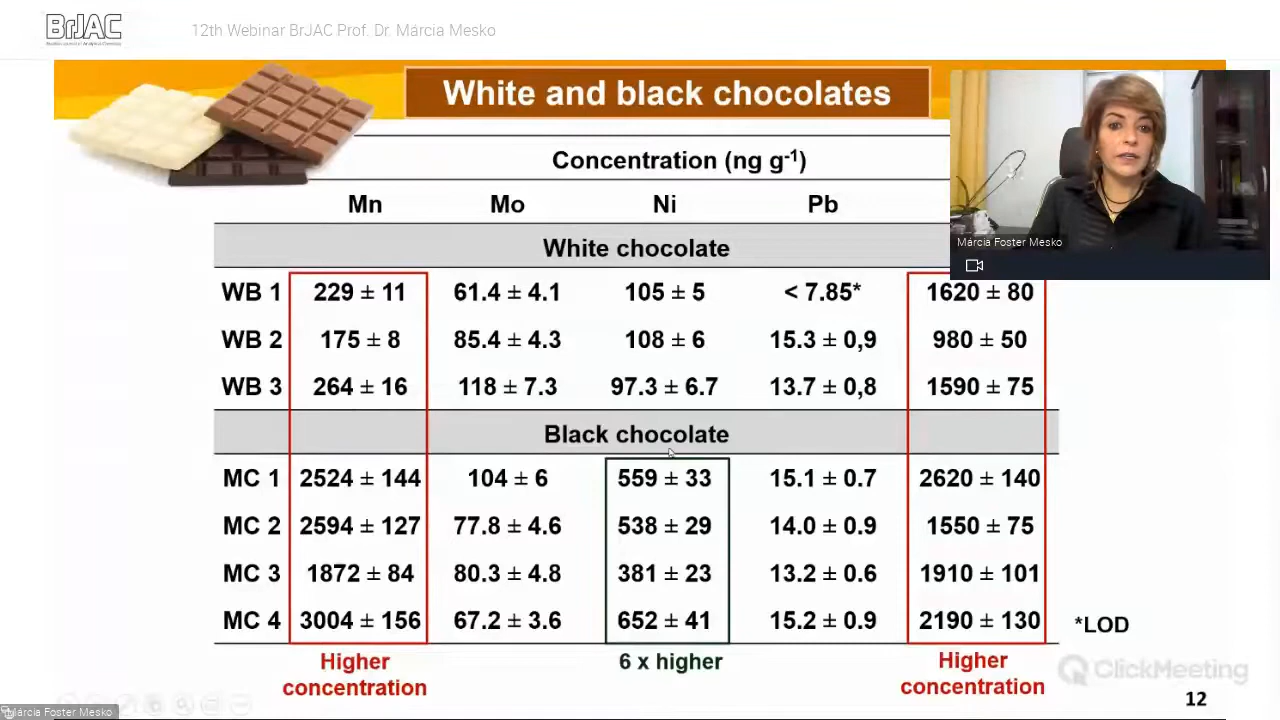 BrJAC
12th Webinar BrJAC Prof. Dr. Márcia Mesko
White and black chocolates
Márcia Foster Mesko
Concentration (ng g-1)
Mn Mo Ni Pb
White chocolate
WB 1 229 ± 11 61.4 ± 4.1 105 ± 5 < 7.85* 1620 ± 80
WB 2 175 ± 8 85.4 ± 4.3 108 ± 6 15.3 ± 0,9 980 ± 50
WB 3 264 ± 16 118 ± 7.3 97.3 ± 6.7 13.7 ± 0,8 1590 ± 75
Black chocolate
MC 1 2524 ± 144 104 ± 6 559 ± 33 15.1 ± 0.7 2620 ± 140
MC 2 2594 ± 127 77.8 ± 4.6 538 ± 29 14.0 ± 0.9 1550 ± 75
MC 3 1872 ± 84 80.3 ± 4.8 381 ± 23 13.2 ± 0.6 1910 ± 101
MC 4 3004 ± 156 67.2 ± 3.6 652 ± 41 15.2 ± 0.9 2190 ± 130
*LOD
Higher
concentration
6 x higher
Higher
concentration
ClickMeeting
12
Márcia Foster Mesko